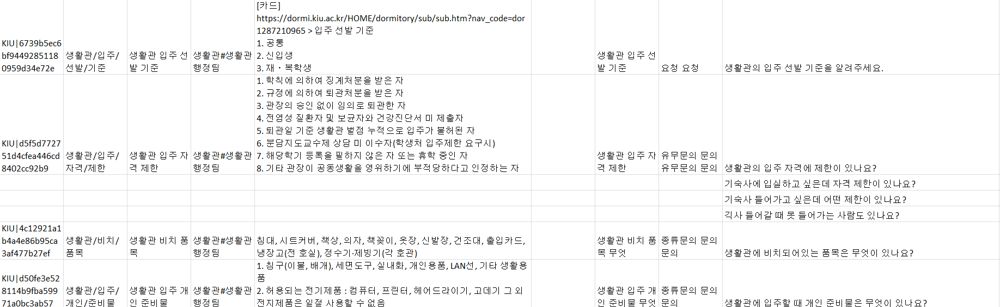 KIU|6739b5ec6
bf9449285118
0959d34e72e
생활관/입주/
선발/기준
생활관 입주 선
발 기준
생활관#생활관
행정팀
[카드]
https://dormi.kiu.ac.kr/HOME/dormitory/sub/sub.htm?nav_code=dor
1287210965 > 입주 선발 기준
1. 공통
2. 신입생
3. 재・복학생
생활관 입주 선
발 기준
요청 요청
생활관의 입주 선발 기준을 알려주세요.
KIU|d5f5d7727
51d4cfea446cd
8402cc92b9
생활관/입주/
자격/제한
생활관 입주 자
격 제한
생활관#생활관
행정팀
1. 학칙에 의하여 징계처분을 받은 자
2. 규정에 의하여 퇴관처분을 받은 자
3. 관장의 승인 없이 임의로 퇴관한 자
4. 전염성 질환자 및 보균자와 건강진단서 미 제출자
5. 퇴관일 기준 생활관 벌점 누적으로 입주가 불허된 자
6. 분담지도교수제 상담 미 이수자(학생처 입주제한 요구시)
7. 해당학기 등록을 필하지 않은 자 또는 휴학 중인 자
8. 기타 관장이 공동생활을 영위하기에 부적당하다고 인정하는 자
생활관 입주 자
격 제한
유무문의 문의
유무문의 문의
생활관의 입주 자격에 제한이 있나요?
기숙사에 입실하고 싶은데 자격 제한이 있나요?
기숙사 들어가고 싶은데 어떤 제한이 있나요?
긱사 들어갈 때 못 들어가는 사람도 있나요?
KIU|4c12921a1
b4a4e86b95ca
3af477b27ef
생활관/비치/
품목
생활관 비치 품
목
생활관#생활관
행정팀
침대, 시트커버, 책상, 의자, 책꽂이, 옷장, 신발장, 건조대, 출입카드,
냉장고(전 호실), 정수기·제빙기(각 호관)
생활관 비치 품
목 무엇
종류문의 문의
문의
생활관에 비치되어있는 품목은 무엇이 있나요?
KIU|d50fe3e52
8114b9fba599
71a0bc3ab57
생활관/입주/
개인/준비물
생활관 입주 개
인 준비물
생활관#생활관
행정팀
1. 침구(이불, 배개), 세면도구, 실내화, 개인용품, LAN선, 기타 생활용
품
2. 허용되는 전기제품 : 컴퓨터, 프린터, 헤어드라이기, 고데기 그 외
전지제품은 일절 사용할 수 없음
생활관 입주 개
인 준비물 무엇
종류문의 문의
문의
생활관에 입주할 때 개인 준비물은 무엇이 있나요?